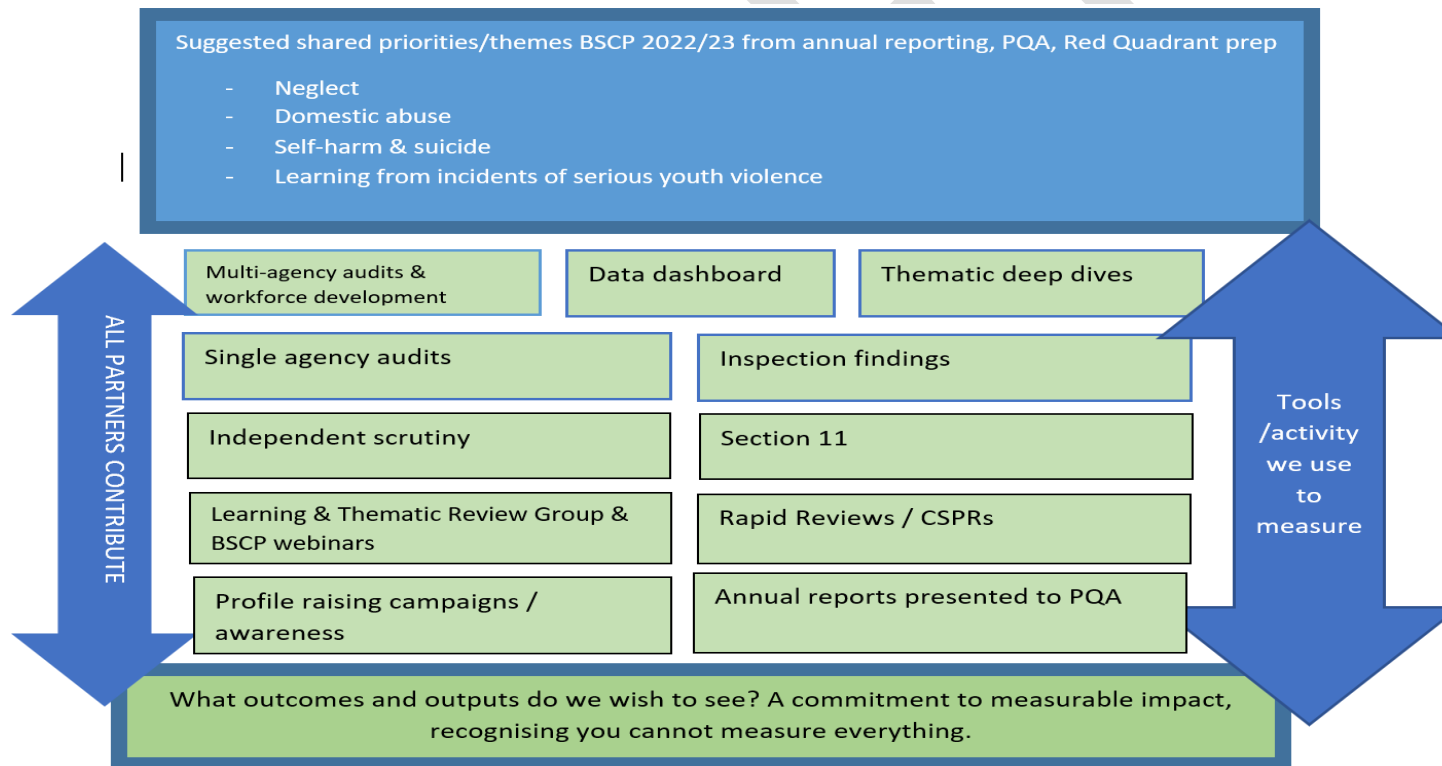 Suggested shared priorities/themes BSCP 2022/23 from annual reporting, PQA, Red Quadrant prep
- Neglect
- Domestic abuse
- Self-harm & suicide
- Learning from incidents of serious youth violence
ALL PARTNERS CONTRIBUTE
Multi-agency audits &
workforce development
Data dashboard
Thematic deep dives
Single agency audits
Inspection findings
Independent scrutiny
Section 11
Learning & Thematic Review Group &
BSCP webinars
Rapid Reviews / CSPRs
Profile raising campaigns /
awareness
Annual reports presented to PQA
Tools
/activity
we use
to
measure
What outcomes and outputs do we wish to see? A commitment to measurable impact,
recognising you cannot measure everything.